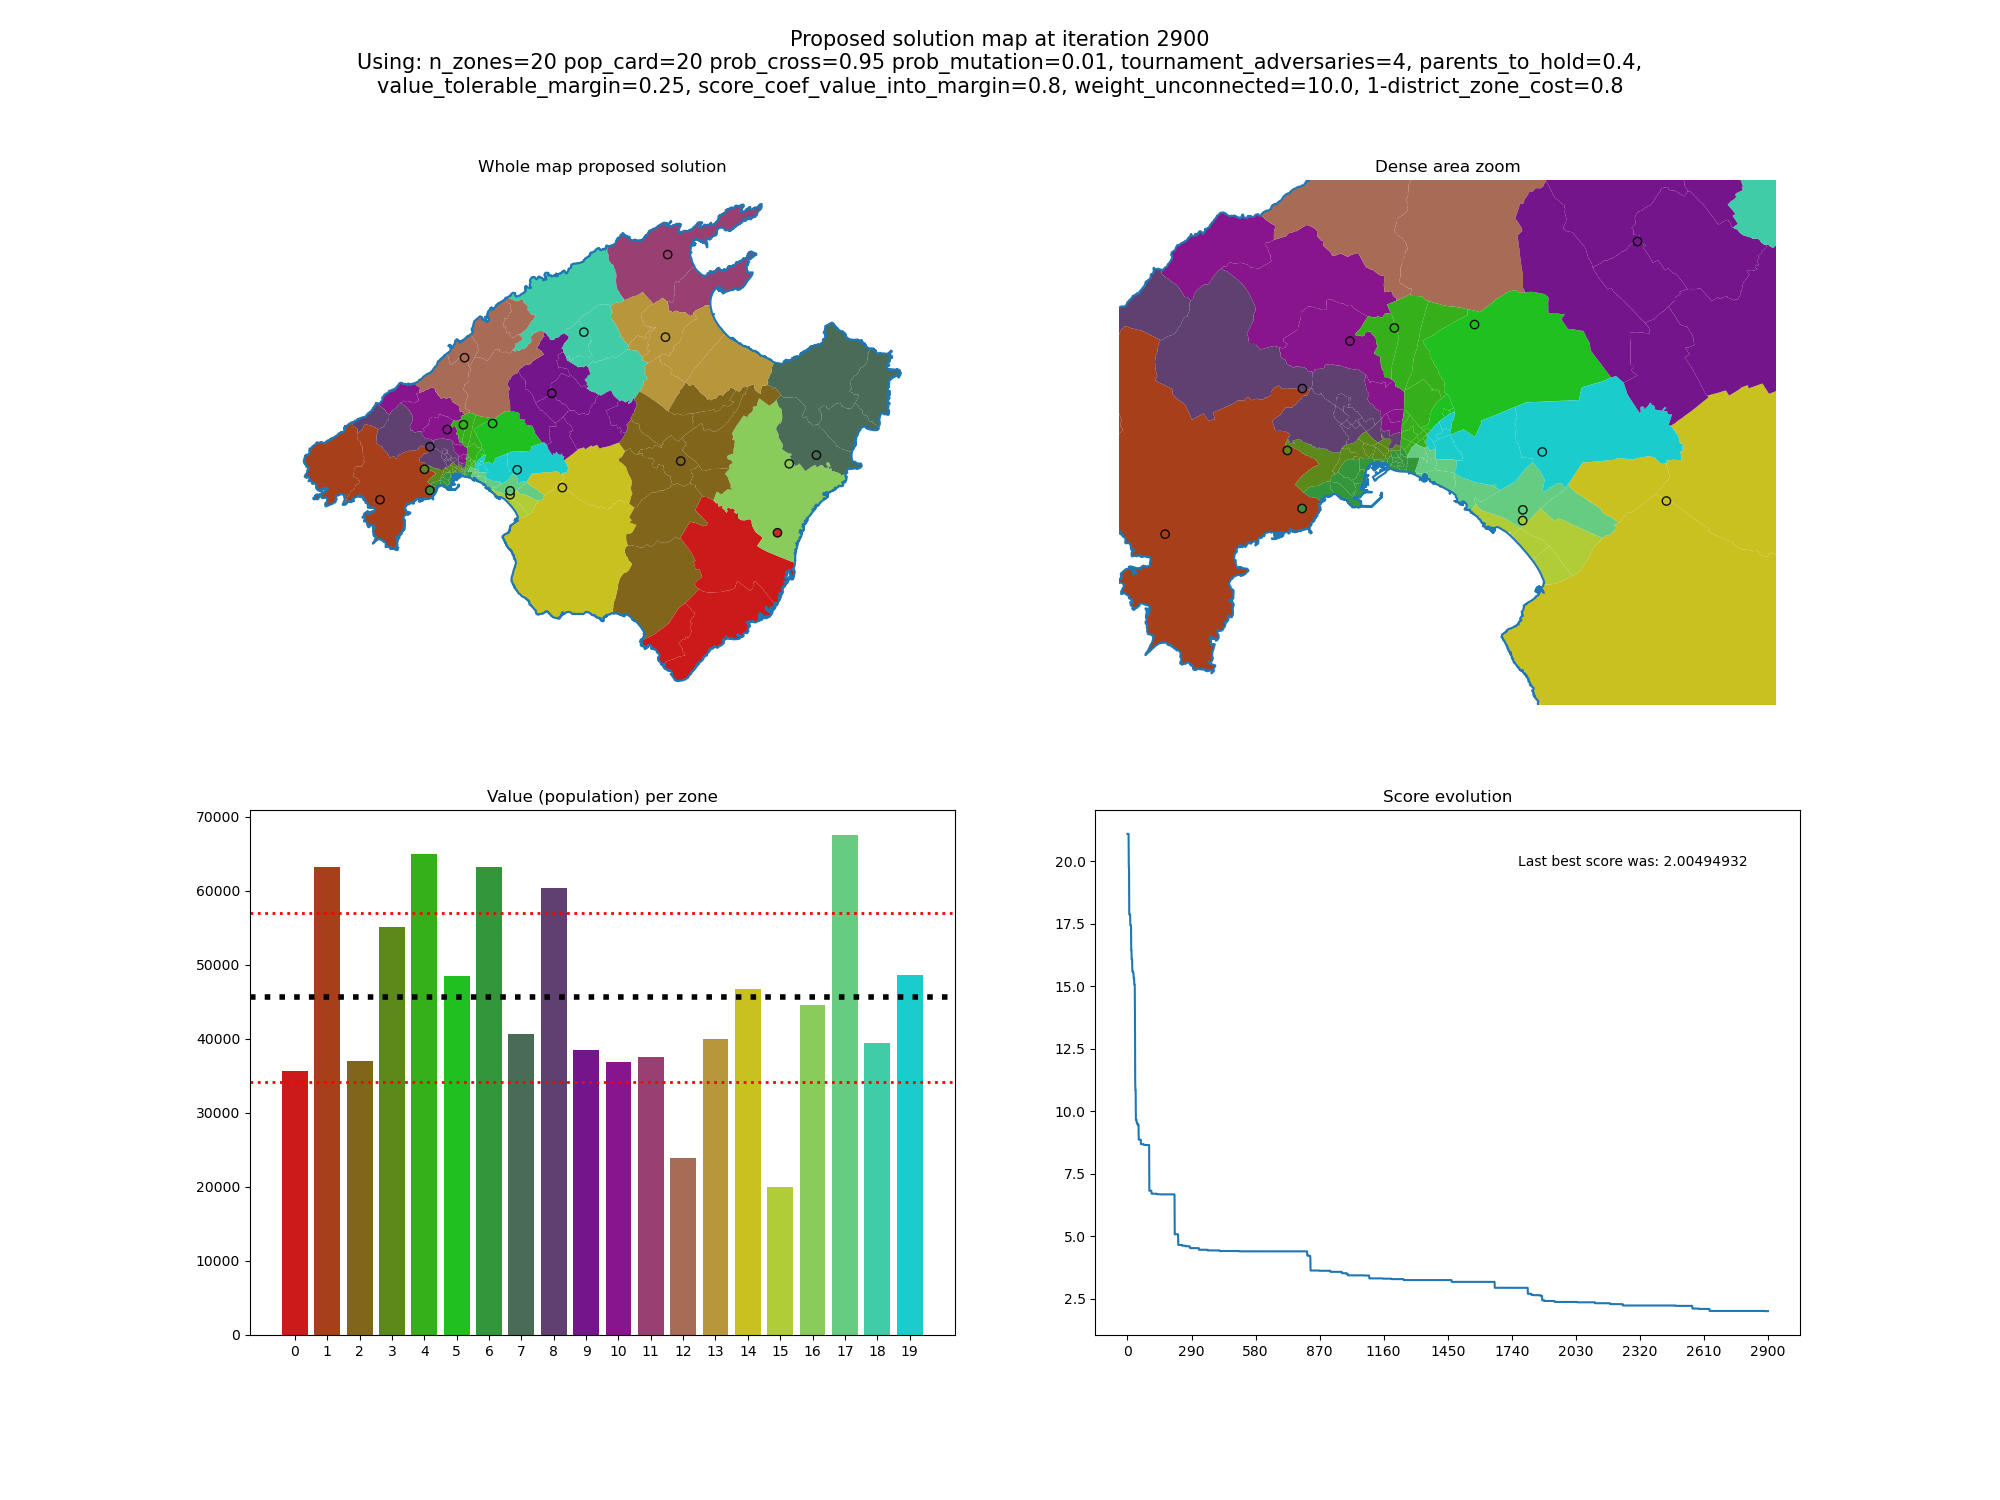 Proposed solution map at iteration 2900
Using: n_zones=20 pop_card=20 prob_cross=0.95 prob_mutation=0.01, tournament_adversaries=4, parents_to_hold=0.4,
value_tolerable_margin=0.25, score_coef_value_into_margin=0.8, weight_unconnected=10.0, 1-district_zone_cost=0.8
Whole map proposed solution
Dense area zoom
Value (population) per zone
70000
60000
50000
40000
30000
20000
10000
0
0 1 2 3 4 5 6 7 8 9 10 11 12 13 14 15 16 17 18 19
Score evolution
Last best score was: 2.00494932
20.0
17.5
15.0
12.5
10.0
7.5
5.0
2.5
0 290 580 870 1160 1450 1740 2030 2320 2610 2900